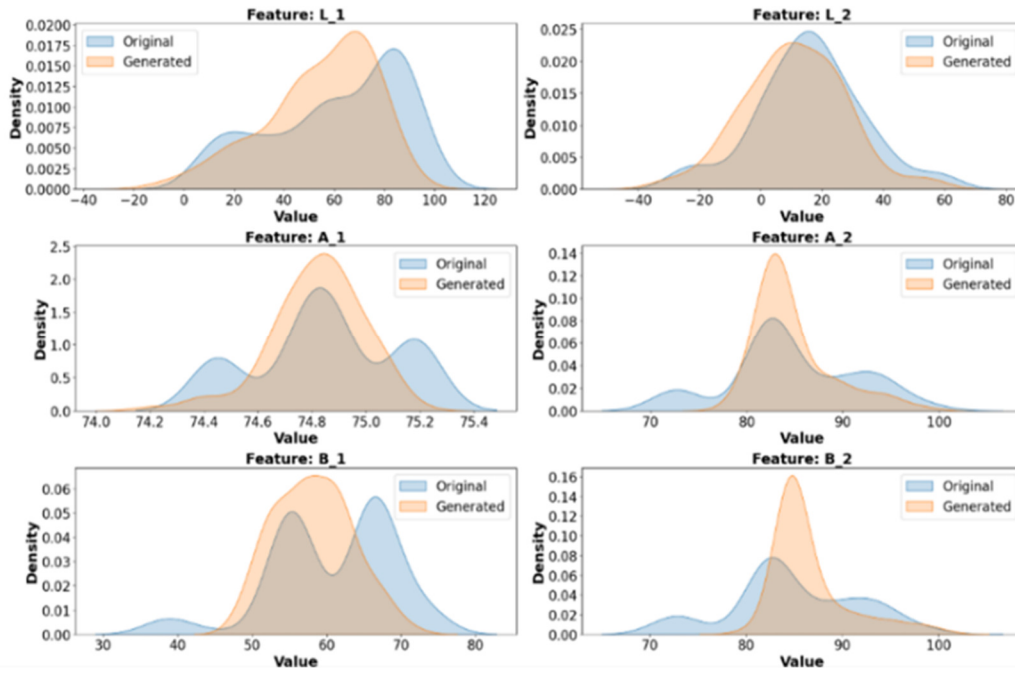 Feature: L_1
Density
0.0200
0.0175
0.0150
0.0125
0.0100
0.0075
0.0050
0.0025
0.0000
Original
Generated
−40 −20 0 20 40 60 80 100 120
Value
Feature: L_2
Density
0.025
0.020
0.015
0.010
0.005
0.000
Original
Generated
−40 −20 0 20 40 60 80
Value
Feature: A_1
Density
2.5
2.0
1.5
1.0
0.5
0.0
Original
Generated
74.0 74.2 74.4 74.6 74.8 75.0 75.2 75.4
Value
Feature: A_2
Density
0.14
0.12
0.10
0.08
0.06
0.04
0.02
0.00
Original
Generated
70 80 90 100
Value
Feature: B_1
Density
0.06
0.05
0.04
0.03
0.02
0.01
0.00
Original
Generated
30 40 50 60 70 80
Value
Feature: B_2
Density
0.16
0.14
0.12
0.10
0.08
0.06
0.04
0.02
0.00
Original
Generated
70 80 90 100
Value